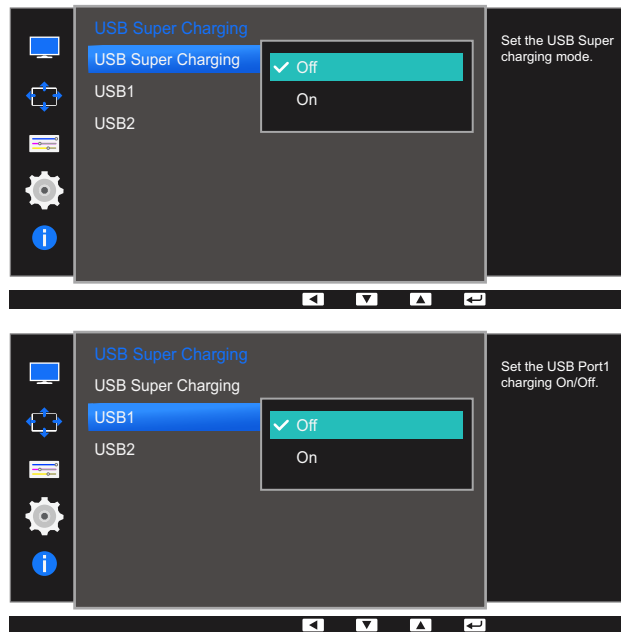 USB Super Charging
USB Super Charging
Off
Set the USB Super
charging mode.
USB1
On
USB2
USB Super Charging
USB Super Charging
Set the USB Port1
charging On/Off.
USB1
Off
USB2
On